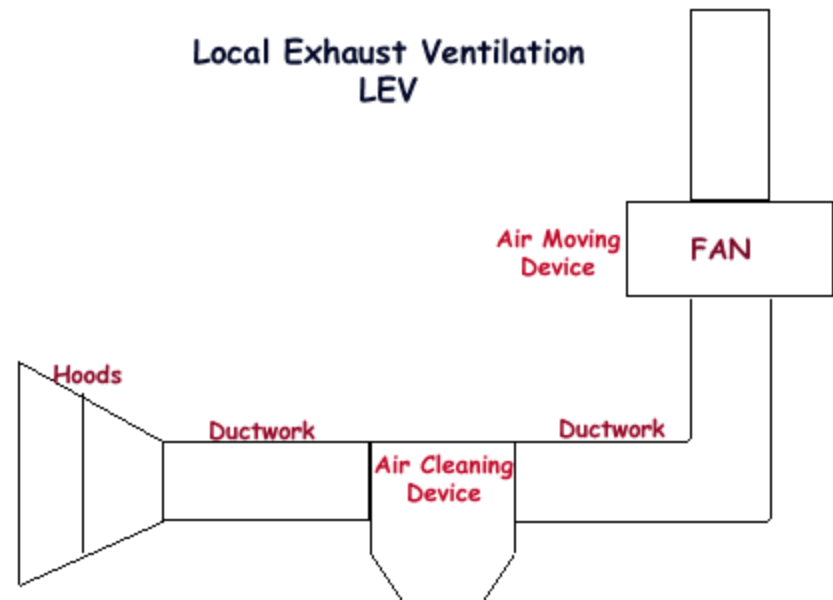 Local Exhaust Ventilation
LEV
Air Moving
Device
FAN
Hoods
Ductwork
Ductwork
Air Cleaning
Device